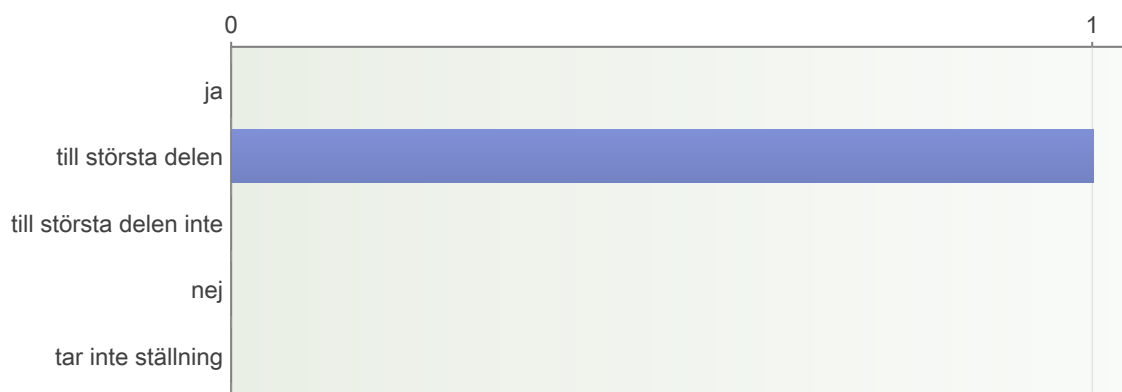 0 1
ja
till största delen
till största delen inte
nej
tar inte ställning